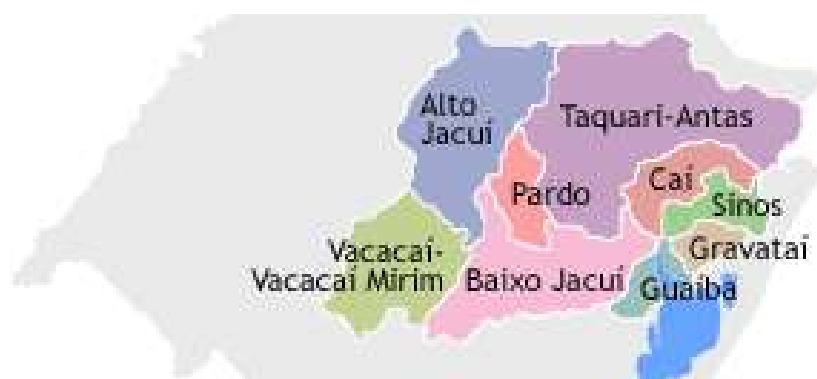 Alto
Jacuí
Taquari-Antas
Pardo
Caí
Sinos
Vacacaí-
Vacacaí Mirim
Baixo Jacuí
Gravataí
Guaíba